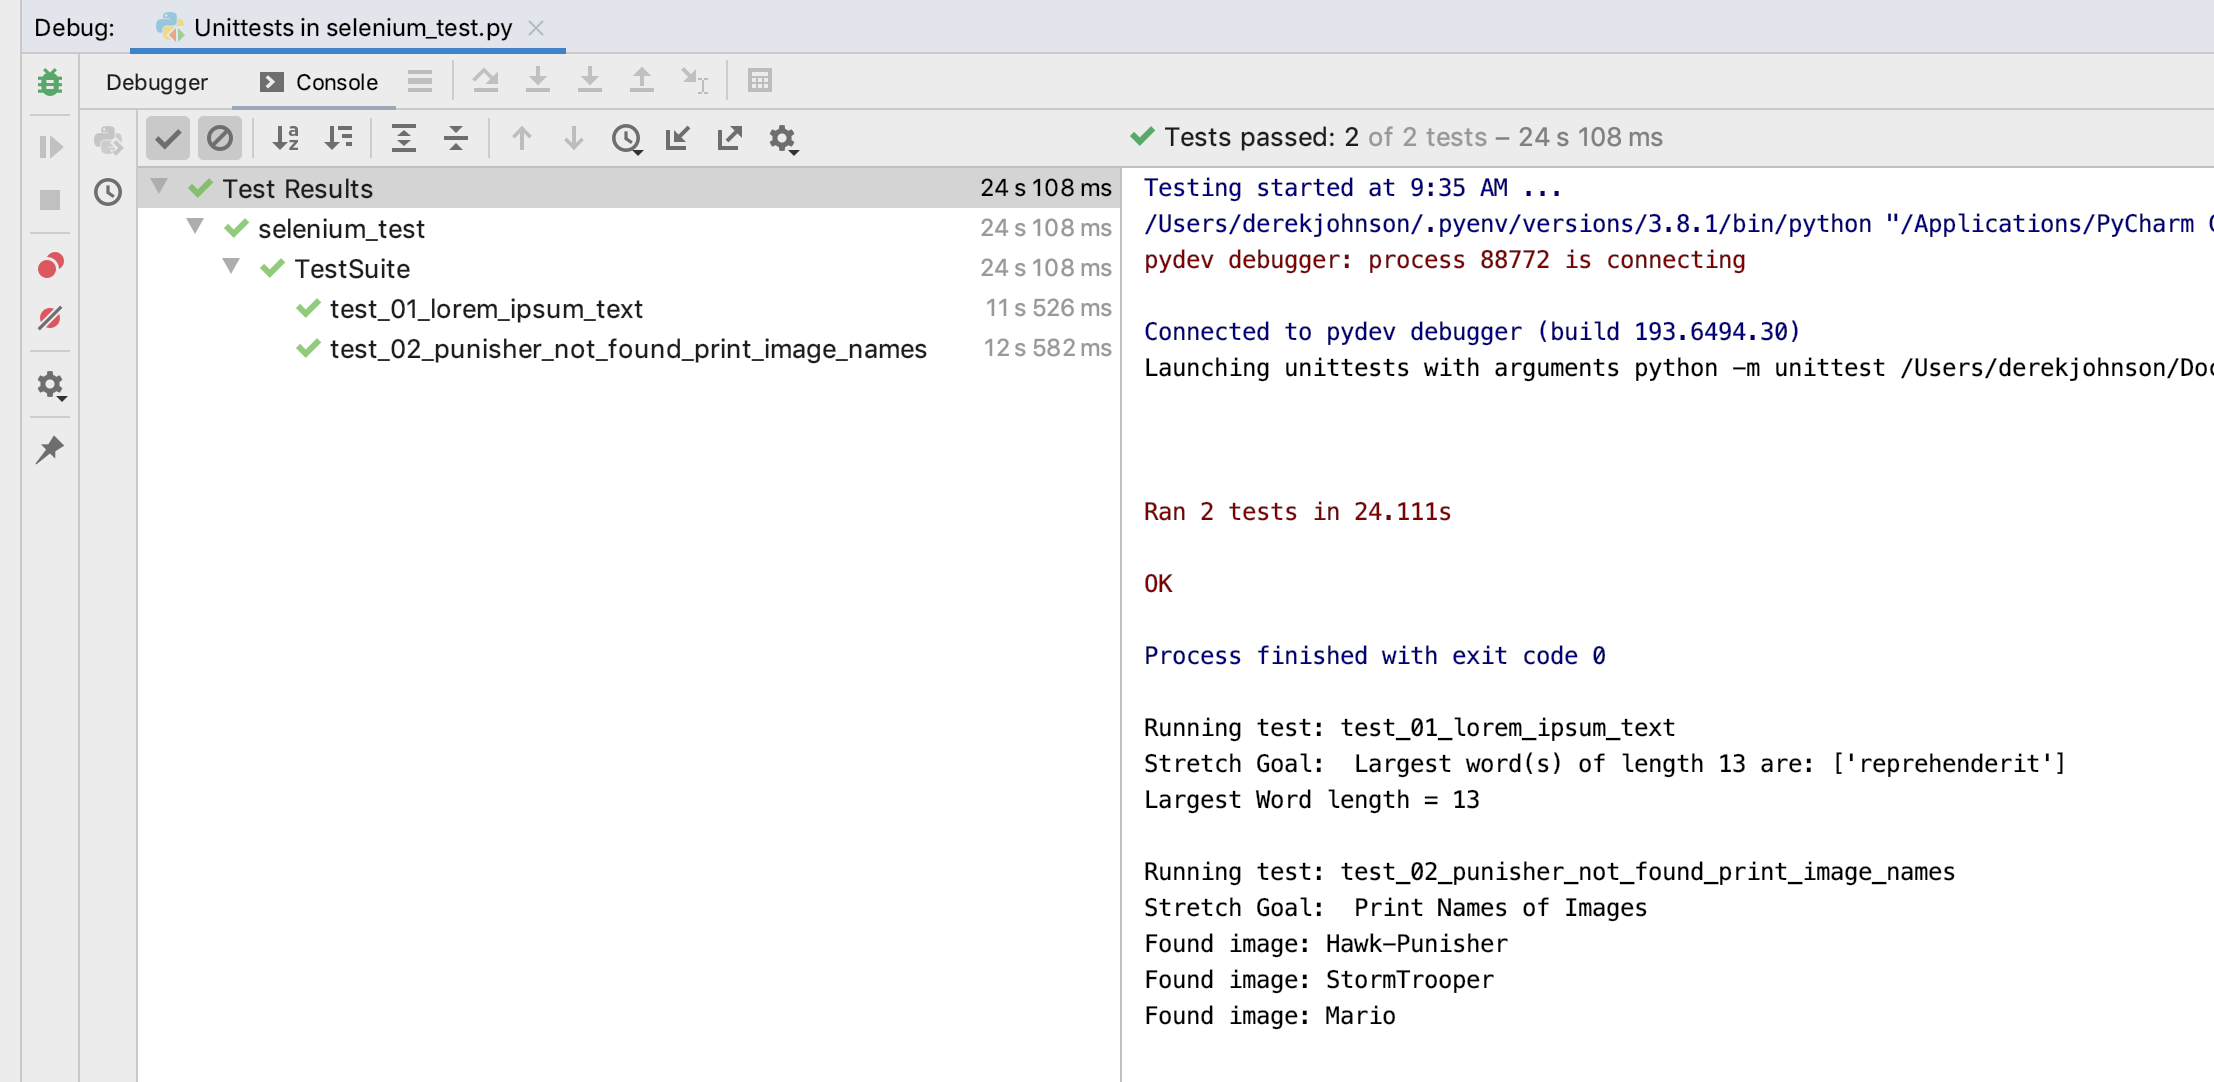 Debug: Unittests in selenium_test.py
Debugger Console
Tests passed: 2 of 2 tests – 24 s 108 ms
Test Results 24 s 108 ms
selenium_test 24 s 108 ms
TestSuite 24 s 108 ms
test_01_lorem_ipsum_text 11 s 526 ms
test_02_punisher_not_found_print_image_names 12 s 582 ms
Testing started at 9:35 AM ...
/Users/derekjohnson/.pyenv/versions/3.8.1/bin/python "/Applications/PyCharm
pydev debugger: process 88772 is connecting
Connected to pydev debugger (build 193.6494.30)
Launching unittests with arguments python -m unittest /Users/derekjohnson/Doc
Ran 2 tests in 24.111s
OK
Process finished with exit code 0
Running test: test_01_lorem_ipsum_text
Stretch Goal:  Largest word(s) of length 13 are: ['reprehenderit']
Largest Word length = 13
Running test: test_02_punisher_not_found_print_image_names
Stretch Goal:  Print Names of Images
Found image: Hawk-Punisher
Found image: StormTrooper
Found image: Mario